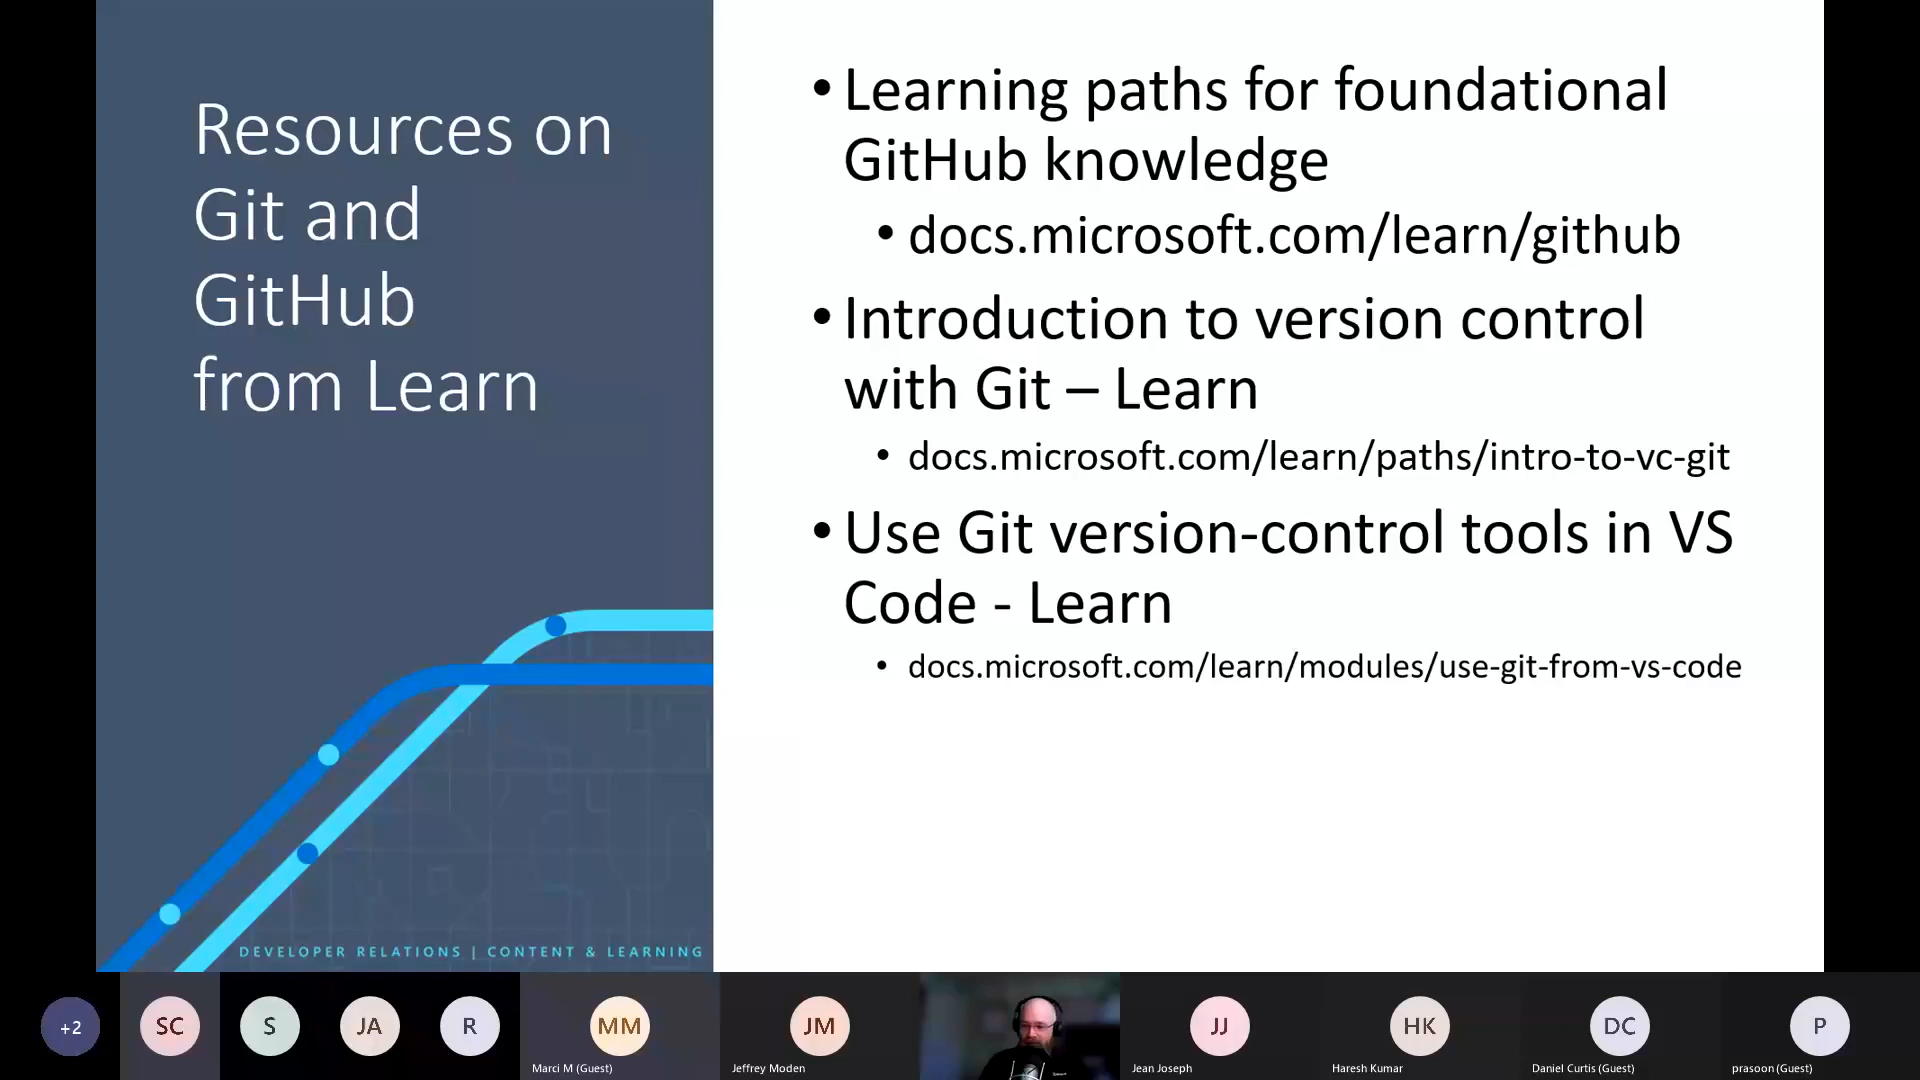 Resources on
Git and
GitHub
from Learn
DEVELOPER RELATIONS | CONTENT & LEARNING
• Learning paths for foundational
GitHub knowledge
• docs.microsoft.com/learn/github
• Introduction to version control
with Git – Learn
• docs.microsoft.com/learn/paths/intro-to-vc-git
• Use Git version-control tools in VS
Code - Learn
• docs.microsoft.com/learn/modules/use-git-from-vs-code
+2
SC
S
JA
R
MM
Marci M (Guest)
JM
Jeffrey Moden
JJ
Jean Joseph
HK
Haresh Kumar
DC
Daniel Curtis (Guest)
P
prasoon (Guest)